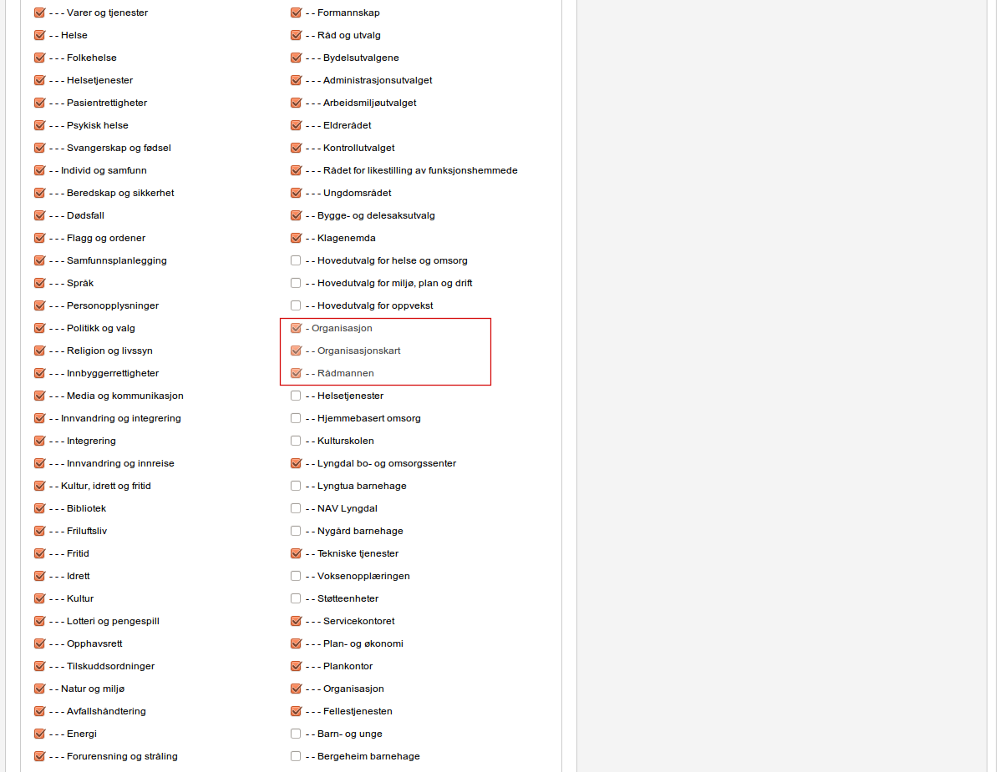 - - - Varer og tjenester
- - Helse
- - - Folkehelse
- - - Helsetjenester
- - - Pasientrettigheter
- - - Psykisk helse
- - - Svangerskap og fødsel
- - Individ og samfunn
- - - Beredskap og sikkerhet
- - - Dødsfall
- - - Flagg og ordener
- - - Samfunnsplanlegging
- - - Språk
- - - Personopplysninger
- - - Politikk og valg
- - - Religion og livssyn
- - - Innbyggerrettigheter
- - - Media og kommunikasjon
- - Innvandring og integrering
- - - Integrering
- - - Innvandring og innreise
- - Kultur, idrett og fritid
- - - Bibliotek
- - - Friluftsliv
- - - Fritid
- - - Idrett
- - - Kultur
- - - Lotteri og pengespill
- - - Opphavsrett
- - - Tilskuddsordninger
- - Natur og miljø
- - - Avfallshåndtering
- - - Energi
- - - Forurensning og stråling
- - Formannskap
- - Råd og utvalg
- - - Bydelsutvalgene
- - - Administrasjonsutvalget
- - - Arbeidsmiljøutvalget
- - - Eldrerådet
- - - Kontrollutvalget
- - - Rådet for likestilling av funksjonshemmede
- - - Ungdomsrådet
- - Bygge- og delesaksutvalg
- - Klagenemda
- - Hovedutvalg for helse og omsorg
- - Hovedutvalg for miljø, plan og drift
- - Hovedutvalg for oppvekst
- Organisasjon
- - Organisasjonskart
- - Rådmannen
- - Helsetjenester
- - Hjemmebasert omsorg
- - Kulturskolen
- - Lyngdal bo- og omsorgssenter
- - Lyngtua barnehage
- - NAV Lyngdal
- - Nygård barnehage
- - Tekniske tjenester
- - Voksenopplæringen
- - Støtteenheter
- - - Servicekontoret
- - - Plan- og økonomi
- - - Plankontor
- - - Organisasjon
- - - Fellestjenesten
- - Barn- og unge
- - Bergeheim barnehage